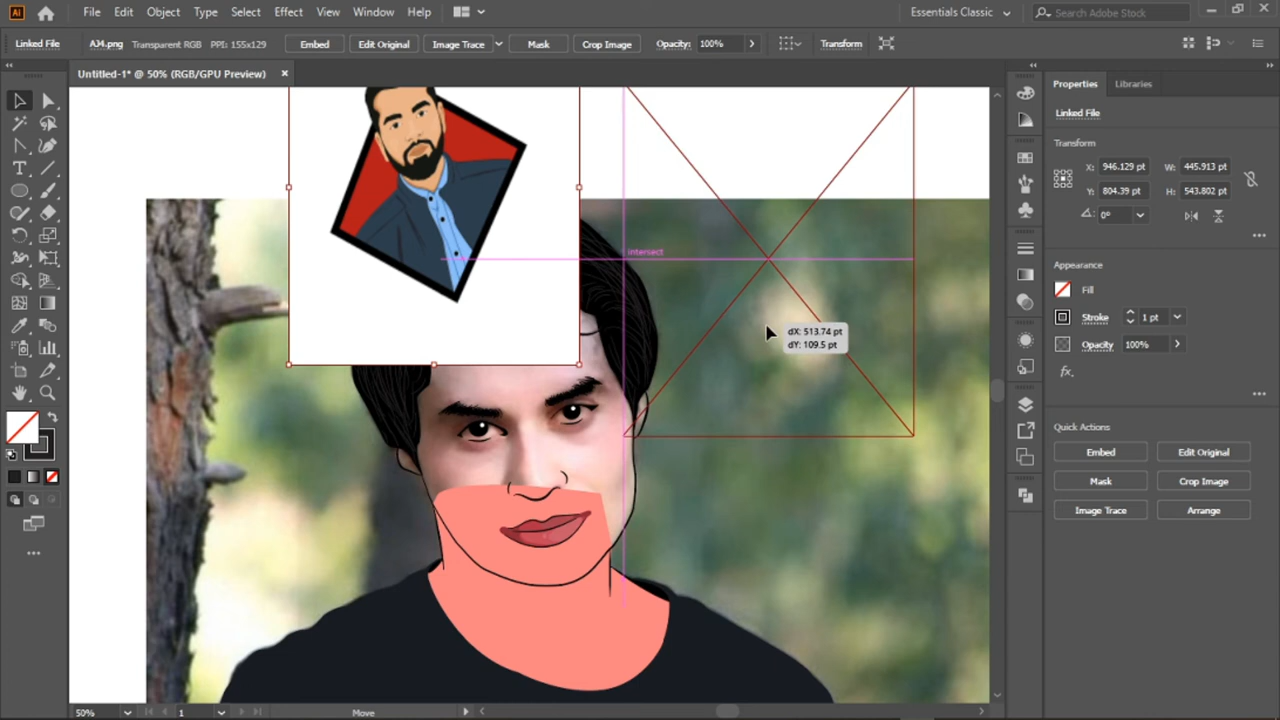 Ai File Edit Object Type Select Effect View Window Help Essentials Classic Search Adobe Stock
Linked File A34.png Transparent RGB PPI: 155x129 Embed Edit Original Image Trace Mask Crop Image Opacity: 100% Transform
Untitled-1* @ 50% (RGB/GPU Preview) ×
Properties Libraries
Linked File
Transform
X: 946.129 pt W: 445.913 pt
Y: 804.39 pt H: 543.802 pt
0°
intersect
Appearance
Fill
Stroke 1 pt
dX: 513.74 pt
dY: 109.5 pt
Opacity 100%
fx.
Quick Actions
Embed Edit Original
Mask Crop Image
Image Trace Arrange
50% 1 Move